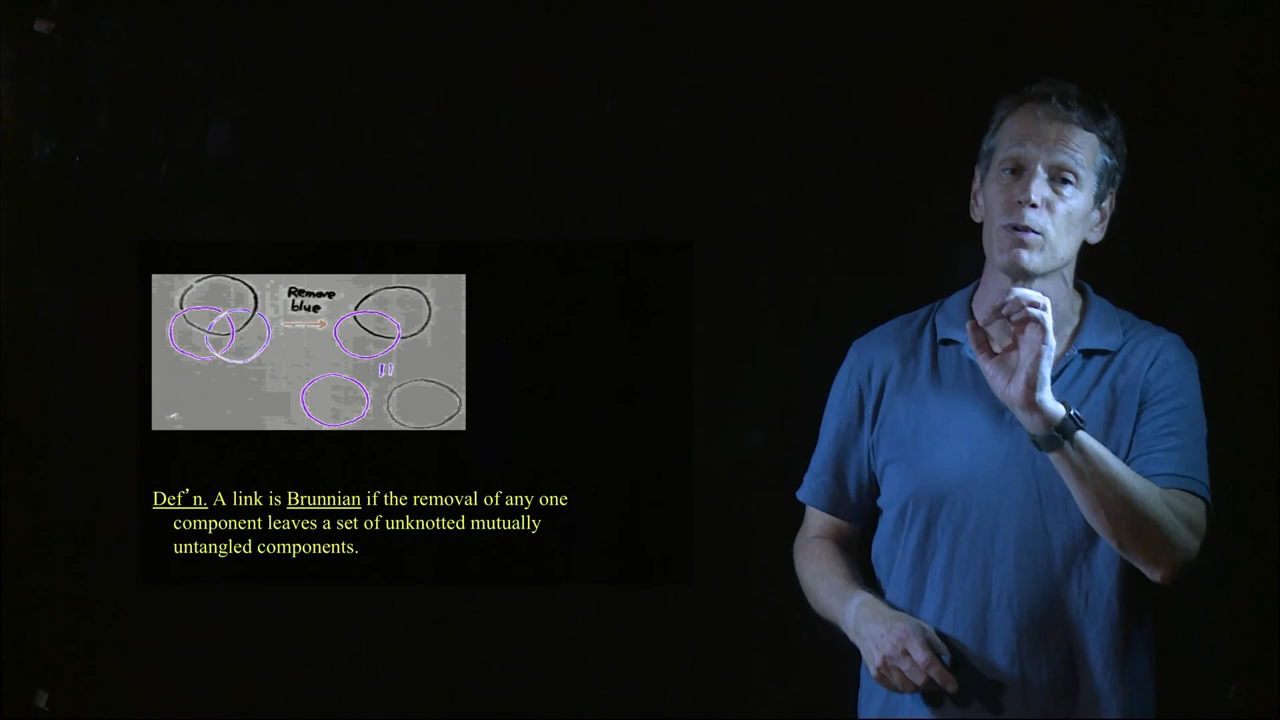 Remove
blue
Def'n. A link is Brunnian if the removal of any one
component leaves a set of unknotted mutually
untangled components.